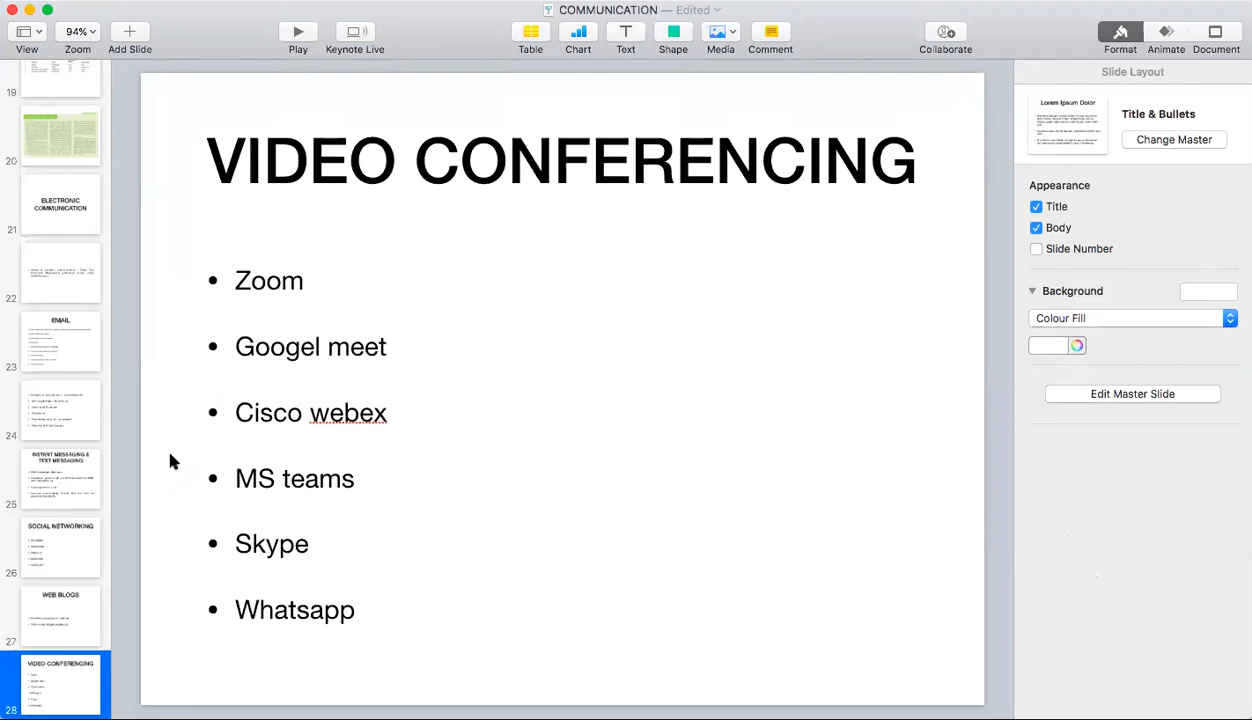 COMMUNICATION — Edited
94%
View
Zoom
Add Slide
Play
Keynote Live
Table
Chart
Text
Shape
Media
Comment
Collaborate
Format
Animate
Document
19
20
ELECTRONIC
COMMUNICATION
21
22
EMAIL
23
24
INSTANT MESSAGING &
TEXT MESSAGING
25
SOCIAL NETWORKING
26
WEB BLOGS
27
VIDEO CONFERENCING
28
VIDEO CONFERENCING
• Zoom
• Googel meet
• Cisco webex
• MS teams
• Skype
• Whatsapp
Slide Layout
Lorem Ipsum Dolor
Title & Bullets
Change Master
Appearance
Title
Body
Slide Number
Background
Colour Fill
Edit Master Slide